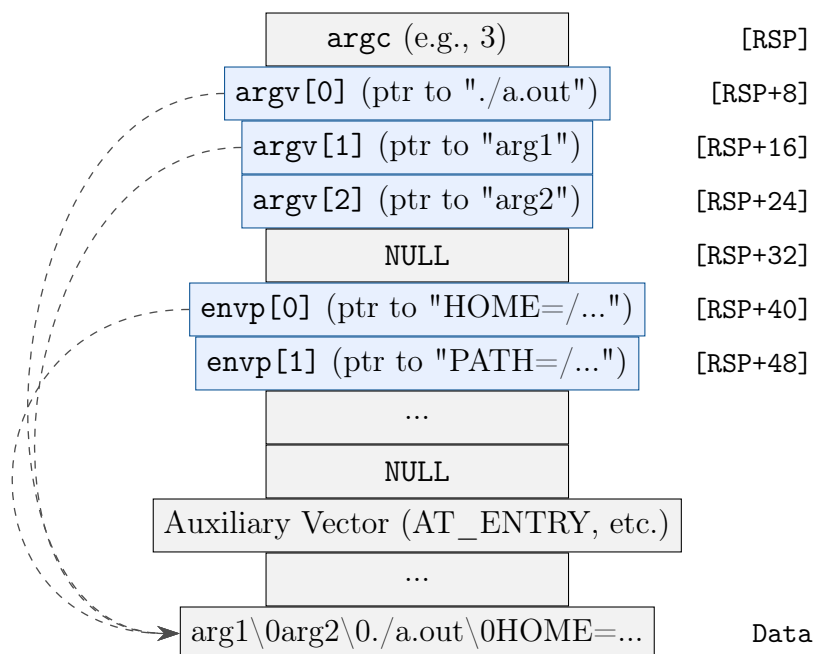 argc (e.g., 3) [RSP]
argv[0] (ptr to "./a.out") [RSP+8]
argv[1] (ptr to "arg1") [RSP+16]
argv[2] (ptr to "arg2") [RSP+24]
NULL [RSP+32]
envp[0] (ptr to "HOME=/...") [RSP+40]
envp[1] (ptr to "PATH=/...") [RSP+48]
...
NULL
Auxiliary Vector (AT_ENTRY, etc.)
...
arg1\0arg2\0./a.out\0HOME=... Data